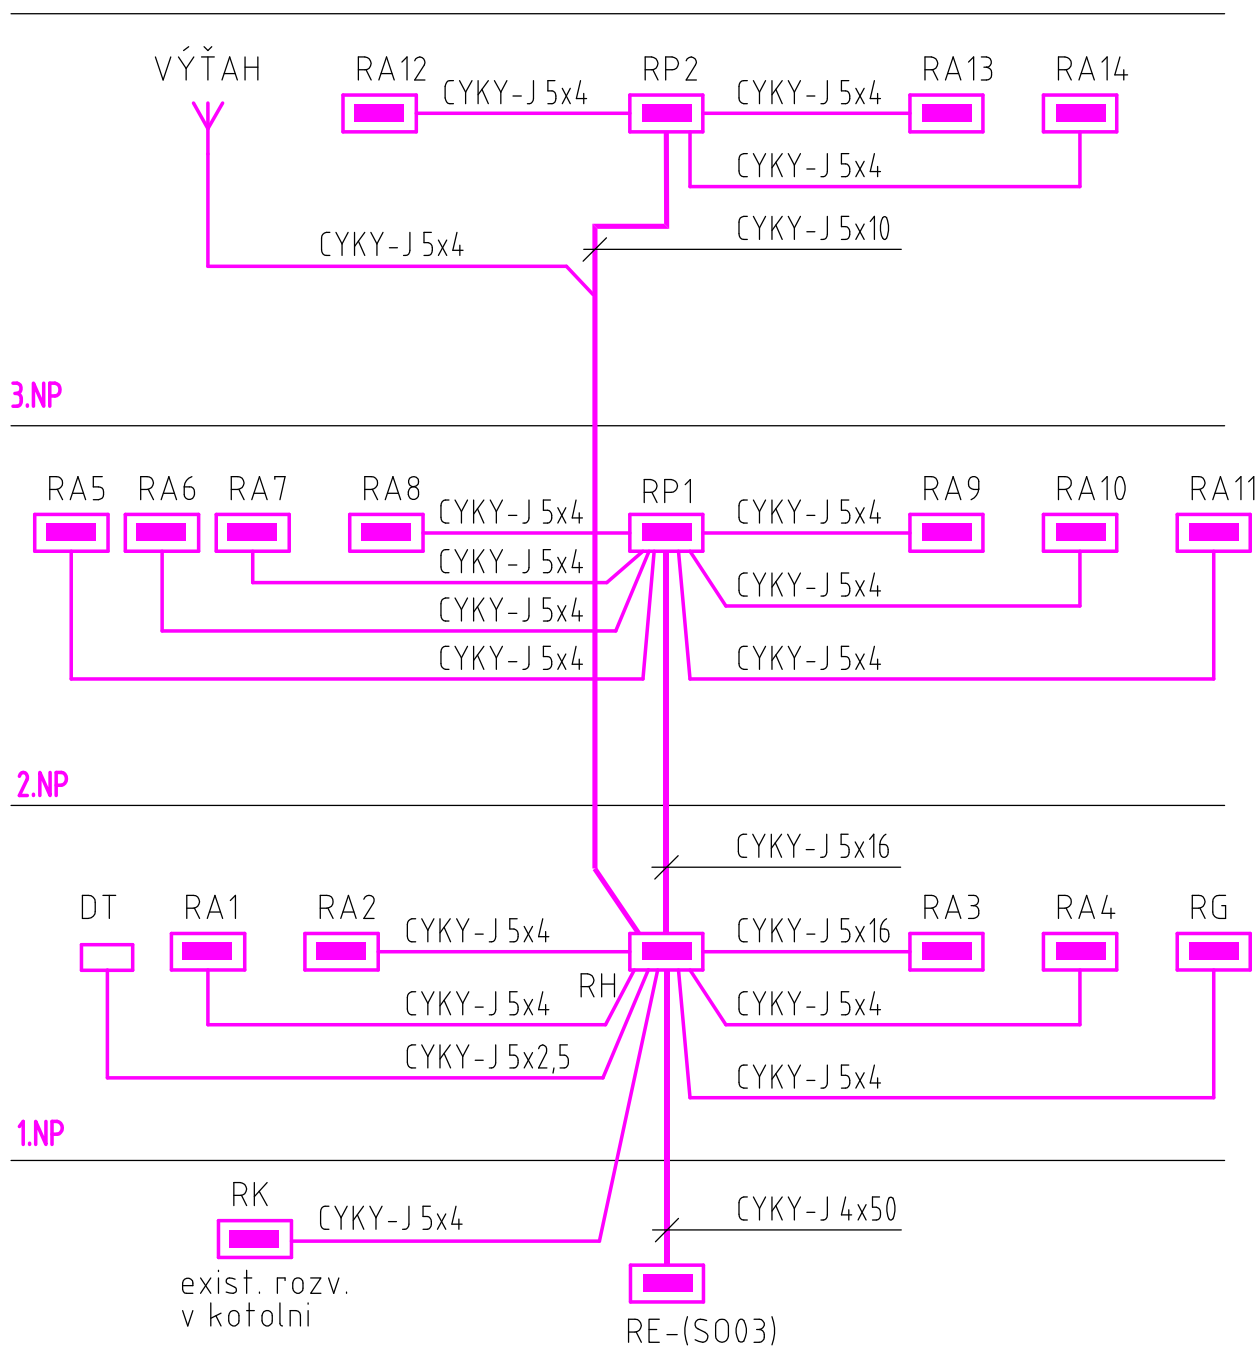 VÝŤAH
RA12
RP2
RA13
RA14
CYKY-J 5x4
CYKY-J 5x4
CYKY-J 5x4
CYKY-J 5x10
CYKY-J 5x4
3.NP
RA5
RA6
RA7
RA8
RP1
RA9
RA10
RA11
CYKY-J 5x4
CYKY-J 5x4
CYKY-J 5x4
CYKY-J 5x4
CYKY-J 5x4
CYKY-J 5x4
CYKY-J 5x4
2.NP
CYKY-J 5x16
DT
RA1
RA2
RA3
RA4
RG
CYKY-J 5x4
CYKY-J 5x16
RH
CYKY-J 5x4
CYKY-J 5x4
CYKY-J 5x2,5
CYKY-J 5x4
1.NP
RK
CYKY-J 5x4
CYKY-J 4x50
exist. rozv.
v kotolni
RE-(SO03)